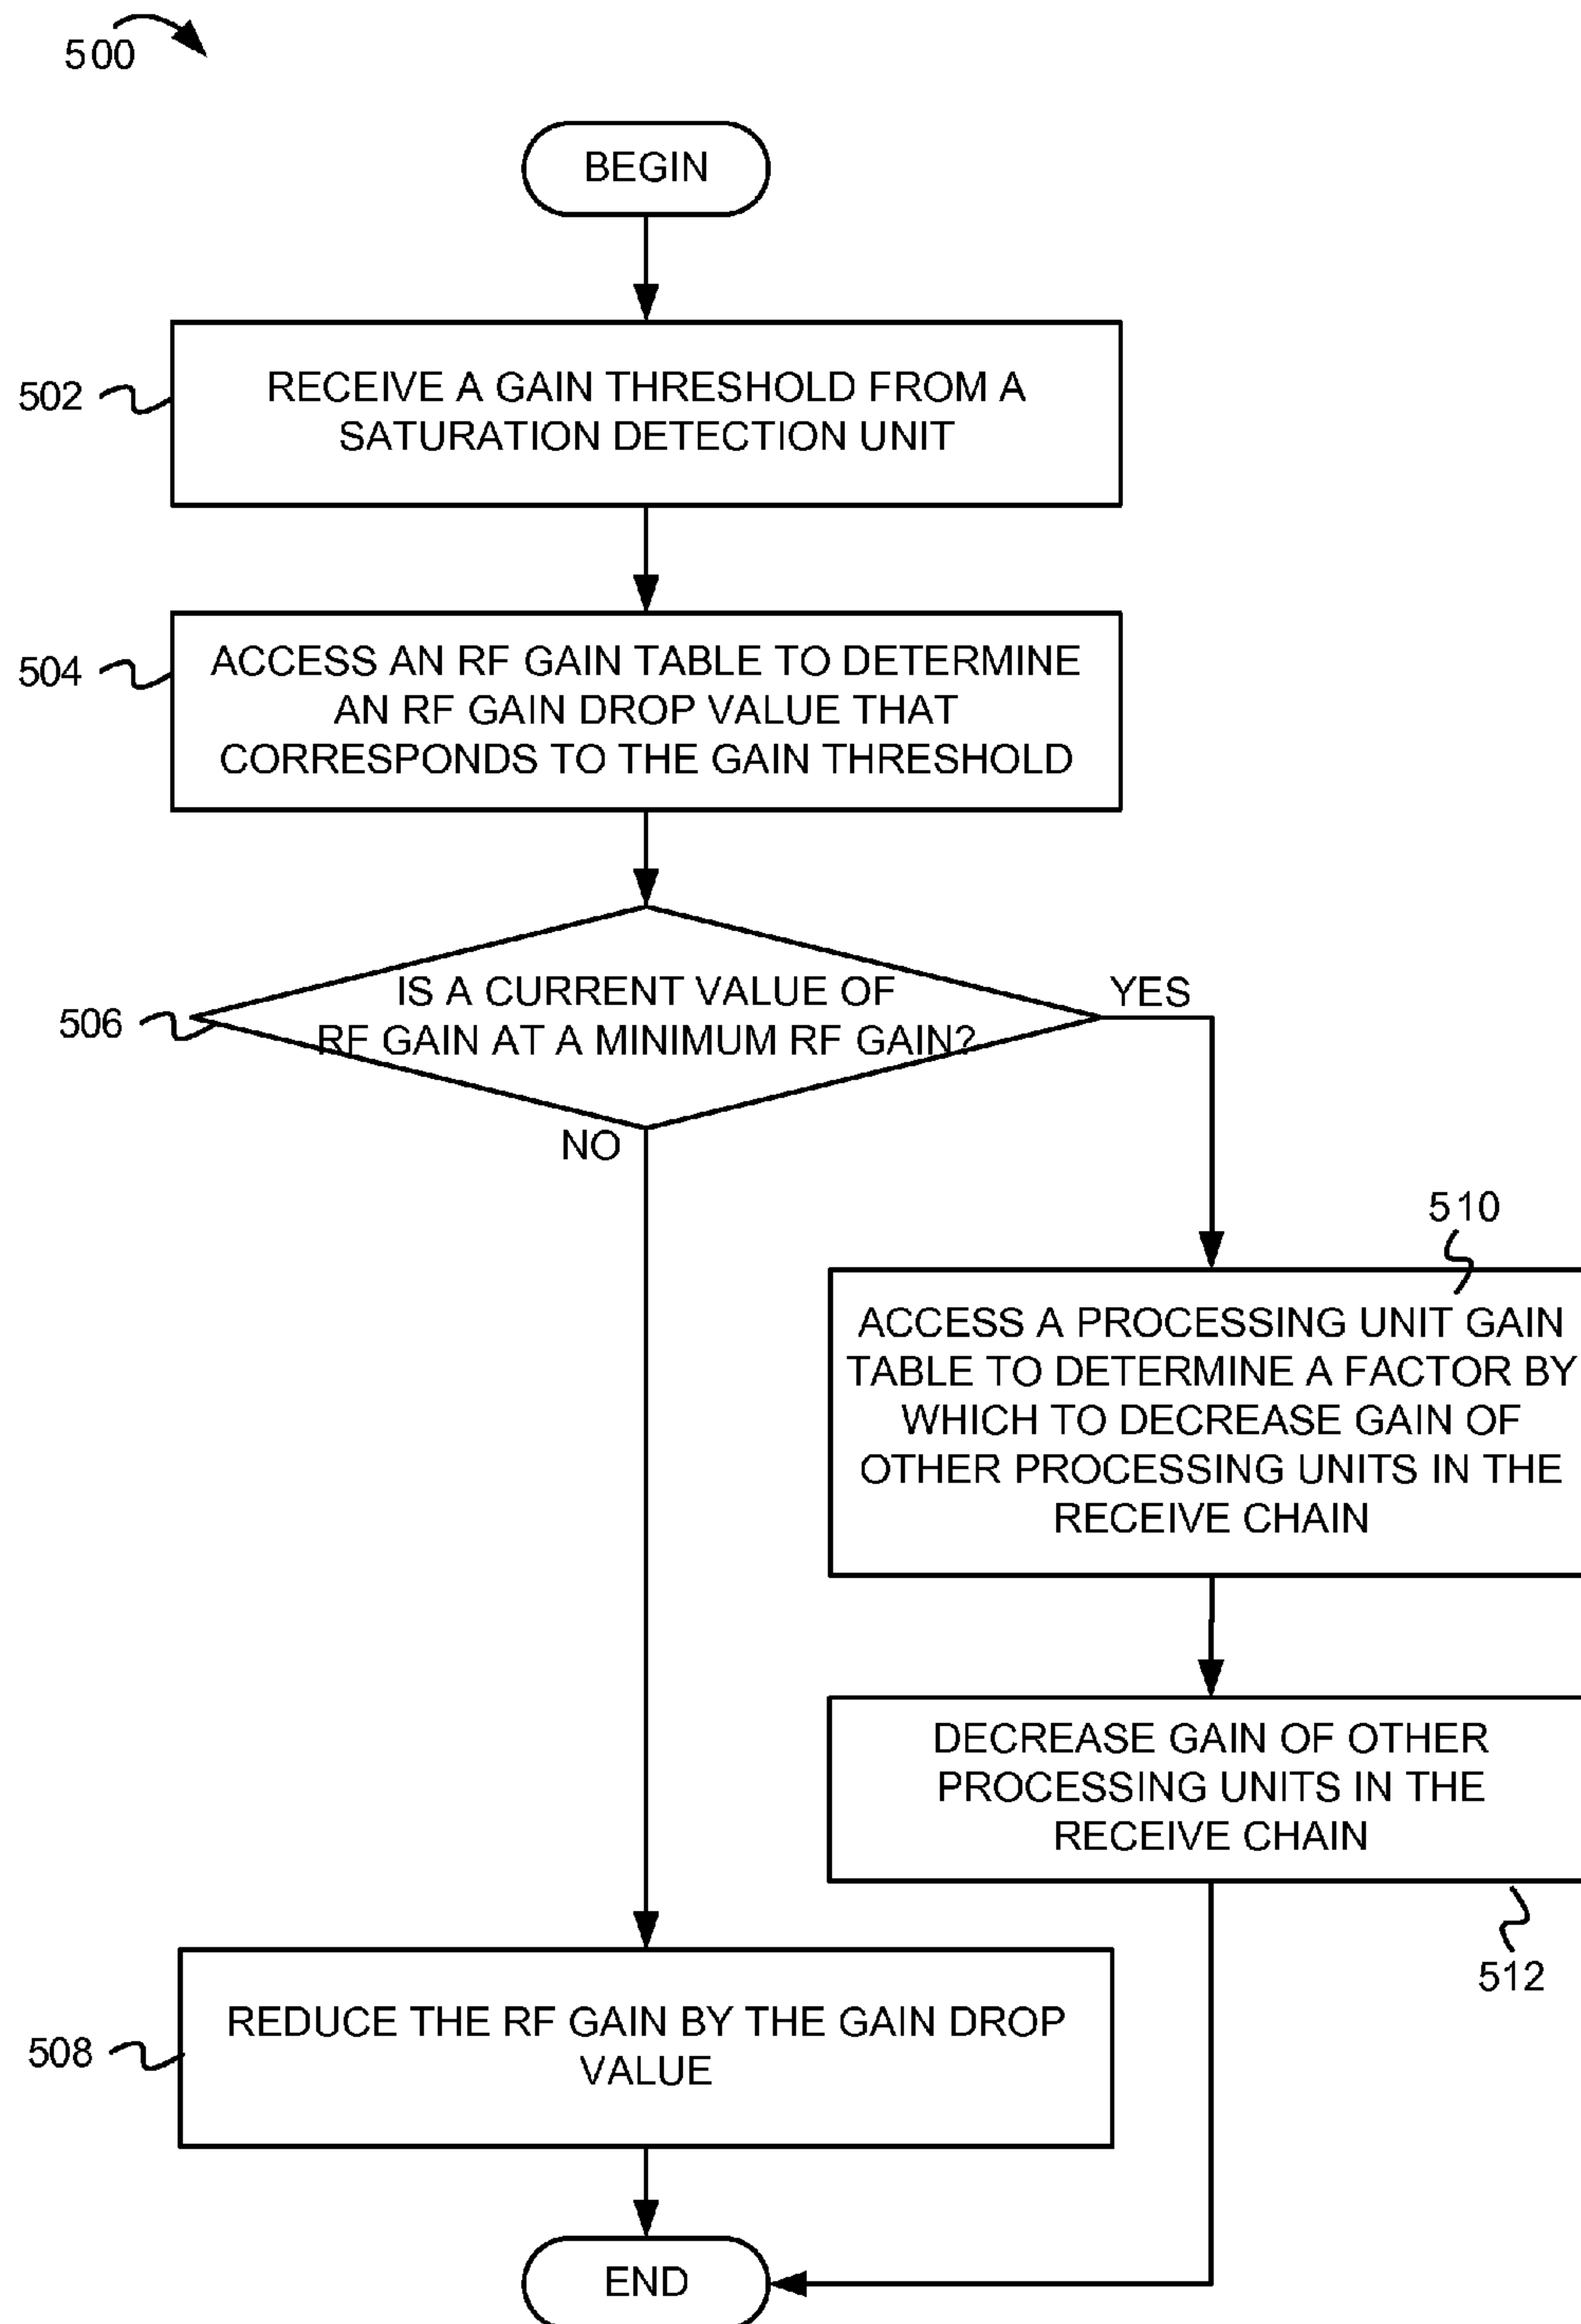 500
BEGIN
502
RECEIVE A GAIN THRESHOLD FROM A
SATURATION DETECTION UNIT
504
ACCESS AN RF GAIN TABLE TO DETERMINE
AN RF GAIN DROP VALUE THAT
CORRESPONDS TO THE GAIN THRESHOLD
506
IS A CURRENT VALUE OF
RF GAIN AT A MINIMUM RF GAIN?
YES
NO
510
ACCESS A PROCESSING UNIT GAIN
TABLE TO DETERMINE A FACTOR BY
WHICH TO DECREASE GAIN OF
OTHER PROCESSING UNITS IN THE
RECEIVE CHAIN
DECREASE GAIN OF OTHER
PROCESSING UNITS IN THE
RECEIVE CHAIN
512
508
REDUCE THE RF GAIN BY THE GAIN DROP
VALUE
END